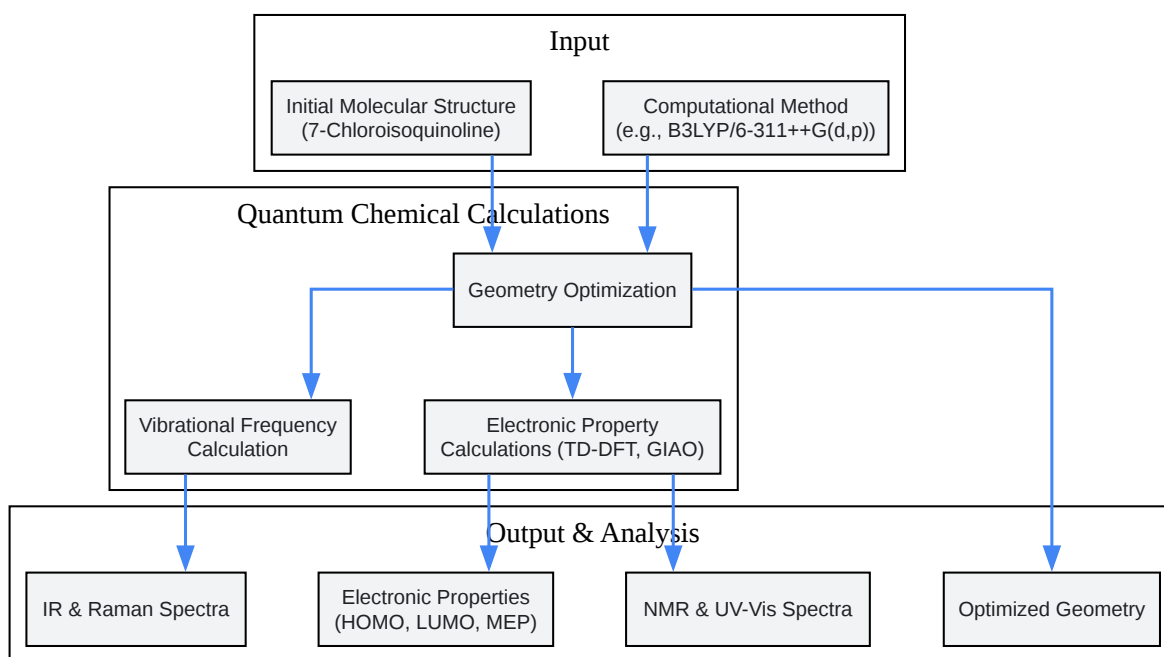 Input
Initial Molecular Structure
(7-Chloroisoquinoline)
Computational Method
(e.g., B3LYP/6-311++G(d,p))
Quantum Chemical Calculations
Geometry Optimization
Vibrational Frequency
Calculation
Electronic Property
Calculations (TD-DFT, GIAO)
Output & Analysis
IR & Raman Spectra
Electronic Properties
(HOMO, LUMO, MEP)
NMR & UV-Vis Spectra
Optimized Geometry